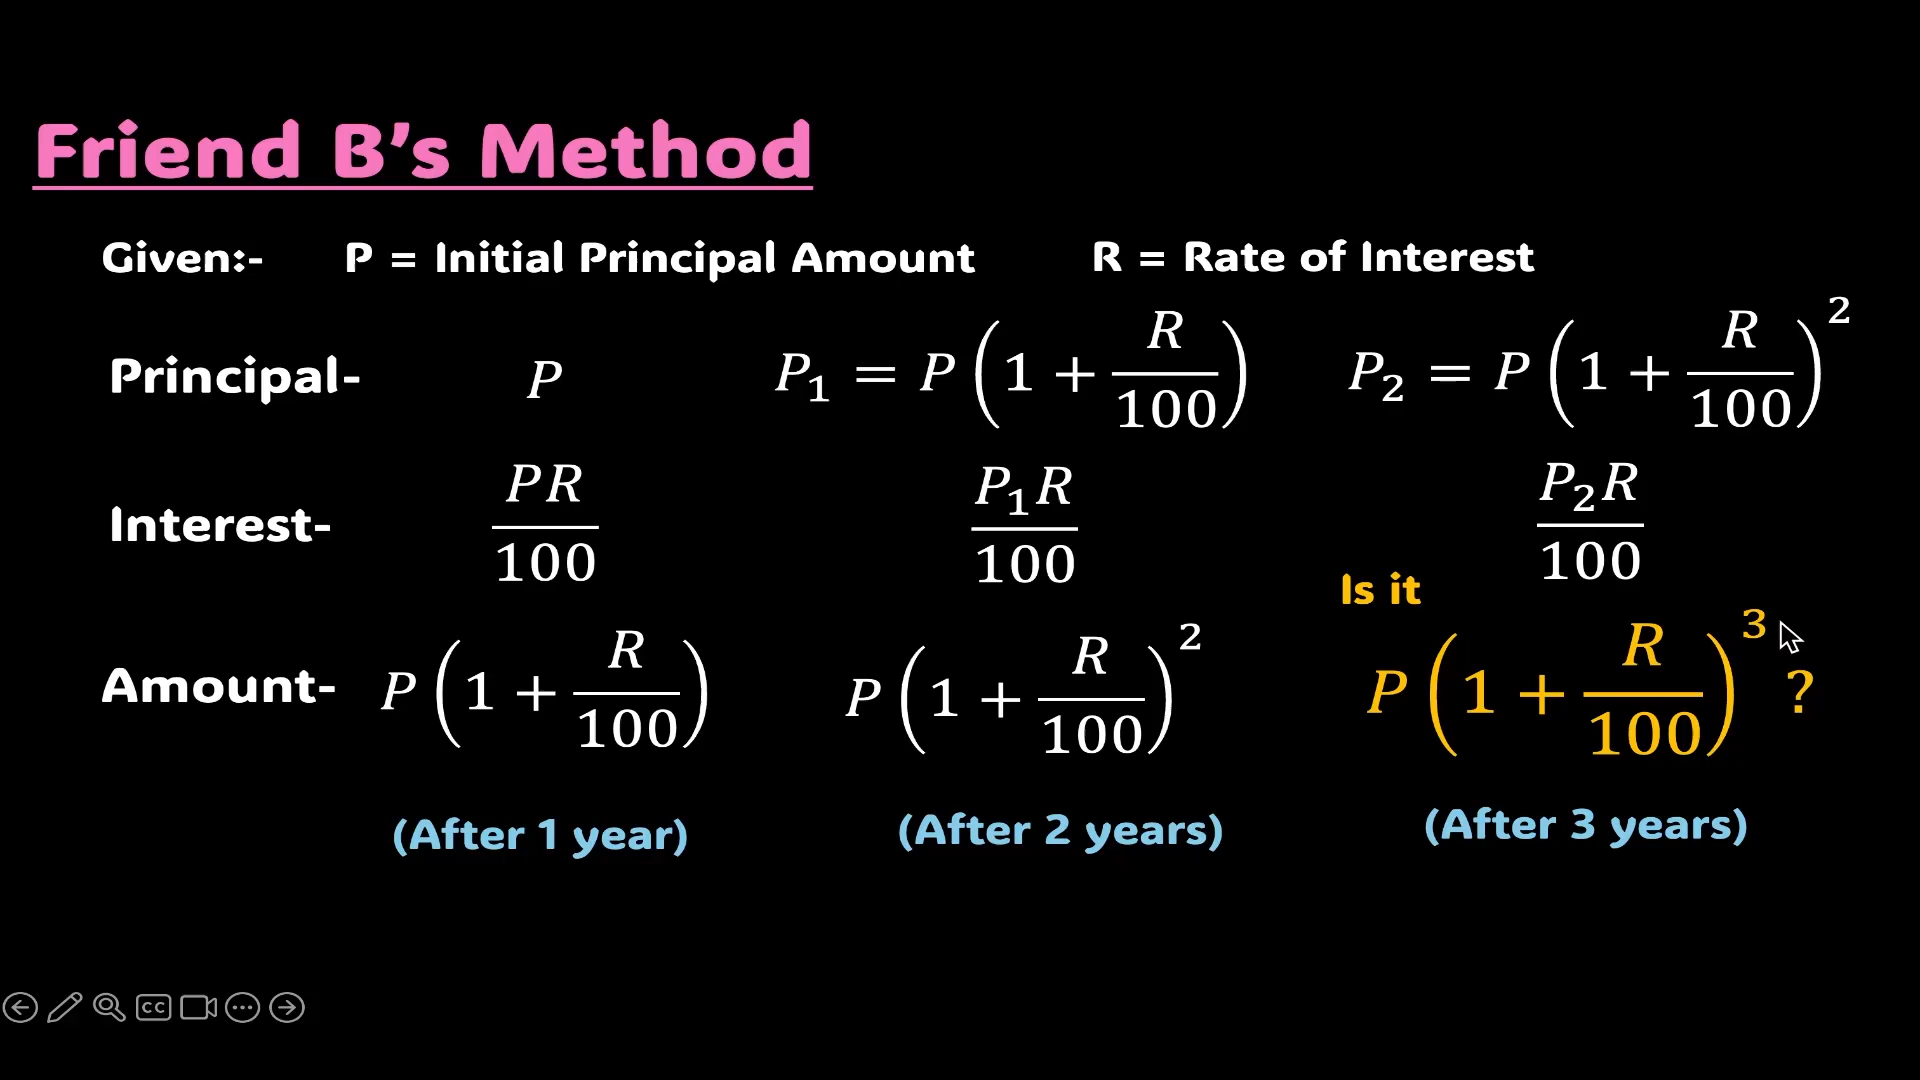 Friend B's Method
Given:- P = Initial Principal Amount R = Rate of Interest
Principal- P P₁ = P(1 + R/100) P₂ = P(1 + R/100)²
Interest- PR/100 P₁R/100 P₂R/100
Is it
Amount- P(1 + R/100) P(1 + R/100)² P(1 + R/100)³ ?
(After 1 year) (After 2 years) (After 3 years)
CC